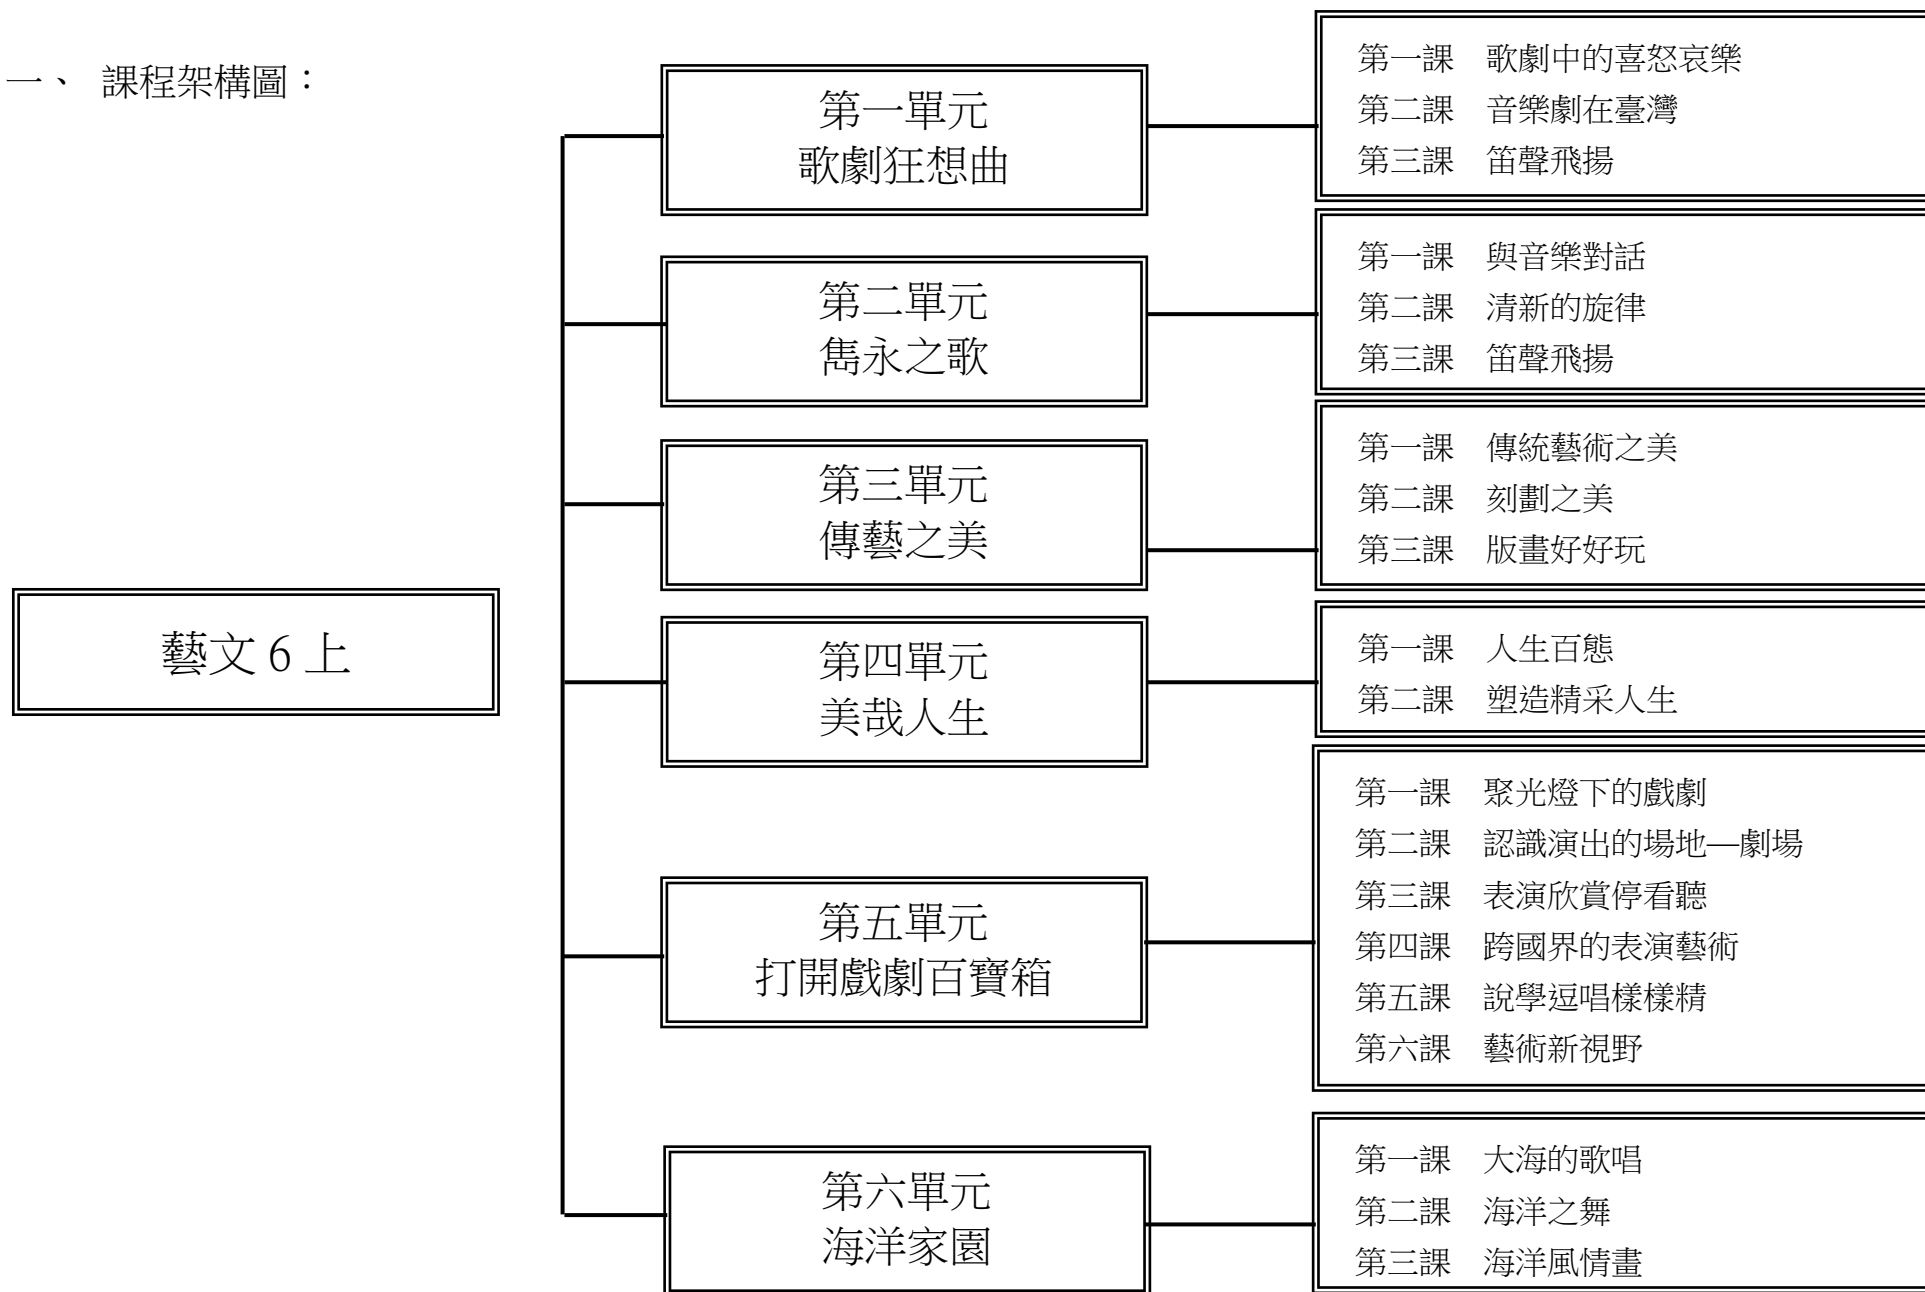 一、 課程架構圖：
藝文 6 上
第一單元
歌劇狂想曲
第一課 歌劇中的喜怒哀樂
第二課 音樂劇在臺灣
第三課 笛聲飛揚
第二單元
雋永之歌
第一課 與音樂對話
第二課 清新的旋律
第三課 笛聲飛揚
第三單元
傳藝之美
第一課 傳統藝術之美
第二課 刻劃之美
第三課 版畫好好玩
第四單元
美哉人生
第一課 人生百態
第二課 塑造精采人生
第五單元
打開戲劇百寶箱
第一課 聚光燈下的戲劇
第二課 認識演出的場地—劇場
第三課 表演欣賞停看聽
第四課 跨國界的表演藝術
第五課 說學逗唱樣樣精
第六課 藝術新視野
第六單元
海洋家園
第一課 大海的歌唱
第二課 海洋之舞
第三課 海洋風情畫